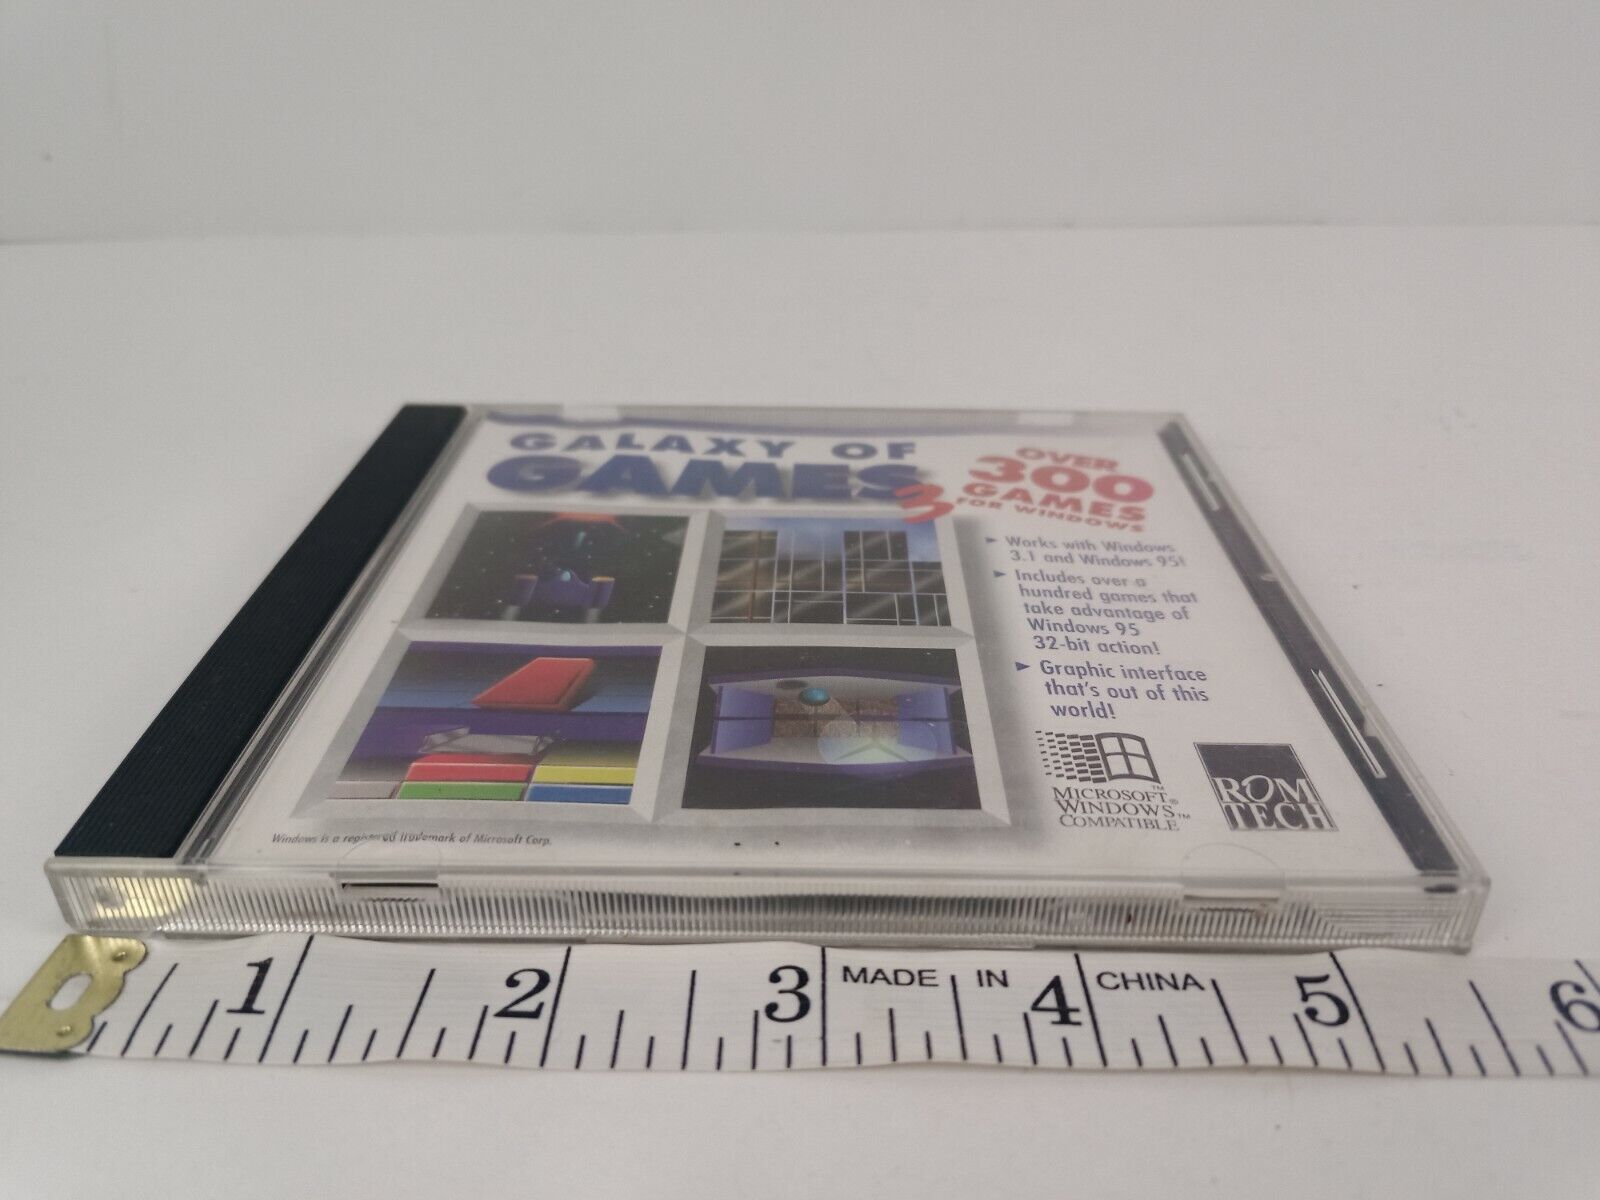 GALAXY OF
GAMES
3
OVER
300
GAMES
FOR WINDOWS
► Works with Windows
3.1 and Windows 95!
► Includes over a
hundred games that
take advantage of
Windows 95
32-bit action!
► Graphic interface
that's out of this
world!
MICROSOFT®
WINDOWS™
COMPATIBLE
ROM
TECH
Windows is a registered trademark of Microsoft Corp.
1 2 3 MADE IN 4 CHINA 5 6